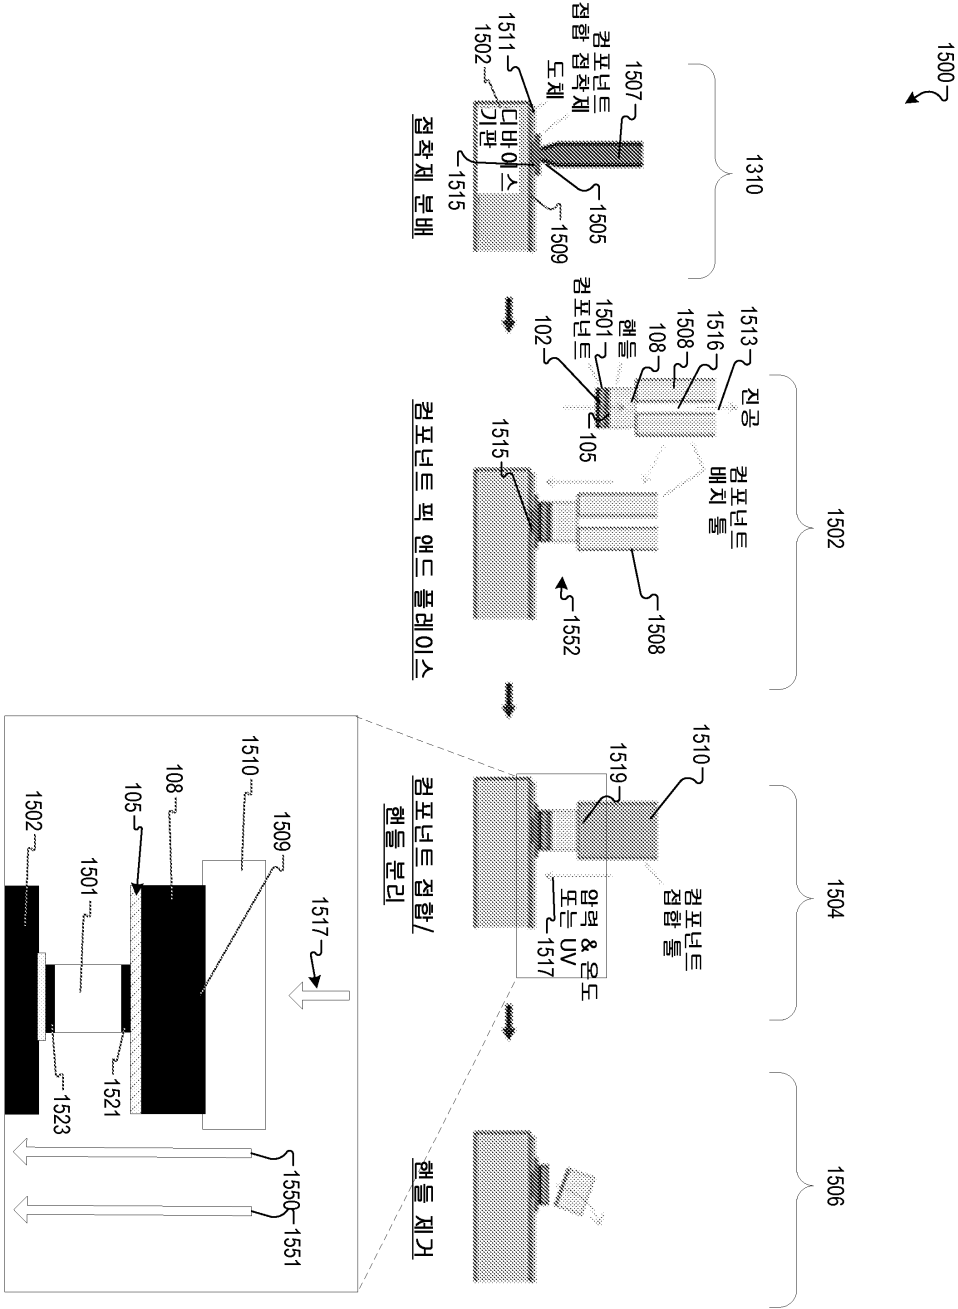 1500
1310
1511
1502
컴포넌트
접합 접착제
도체
1507
디바이스
기판
1515
1505
1509
접착제 분배
1502
컴포넌트
1501
102
핸들
108
1508
1516
1513
진공
105
컴포넌트
배치 툴
1515
1508
1552
컴포넌트 픽 앤드 플레이스
1504
1510
1519
컴포넌트
접합 툴
압력 & 온도
또는 UV
1517
컴포넌트 접합/
핸들 분리
1506
핸들 제거
1510
108
105
1502
1501
1509
1517
1521
1523
1550
1551